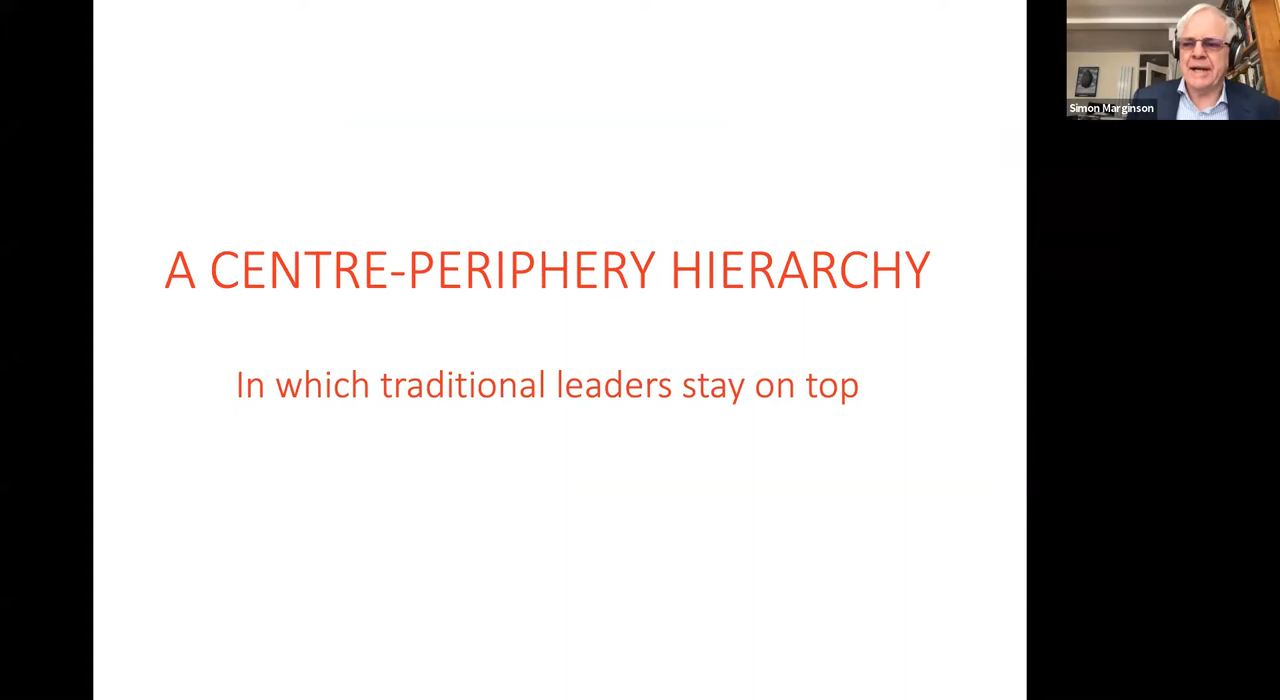 A CENTRE-PERIPHERY HIERARCHY
In which traditional leaders stay on top
Simon Marginson